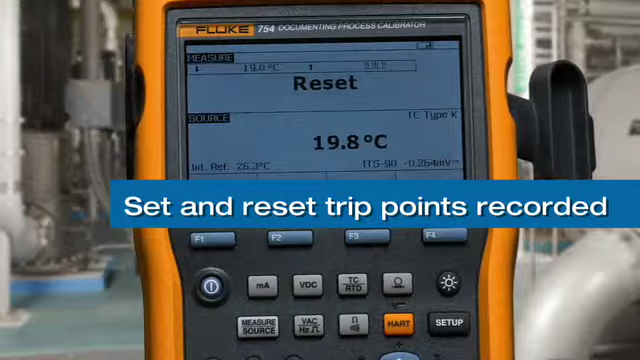 FLUKE 754 DOCUMENTING PROCESS CALIBRATOR
MEASURE
19.0 °C
Reset
SOURCE
TC Type K
19.8 °C
Int. Ref. 26.3°C
ITS-90 -0.264mV
Set and reset trip points recorded
F1 F2 F3 F4
mA VDC TC RTD
MEASURE SOURCE VAC Hz Ω HART SETUP